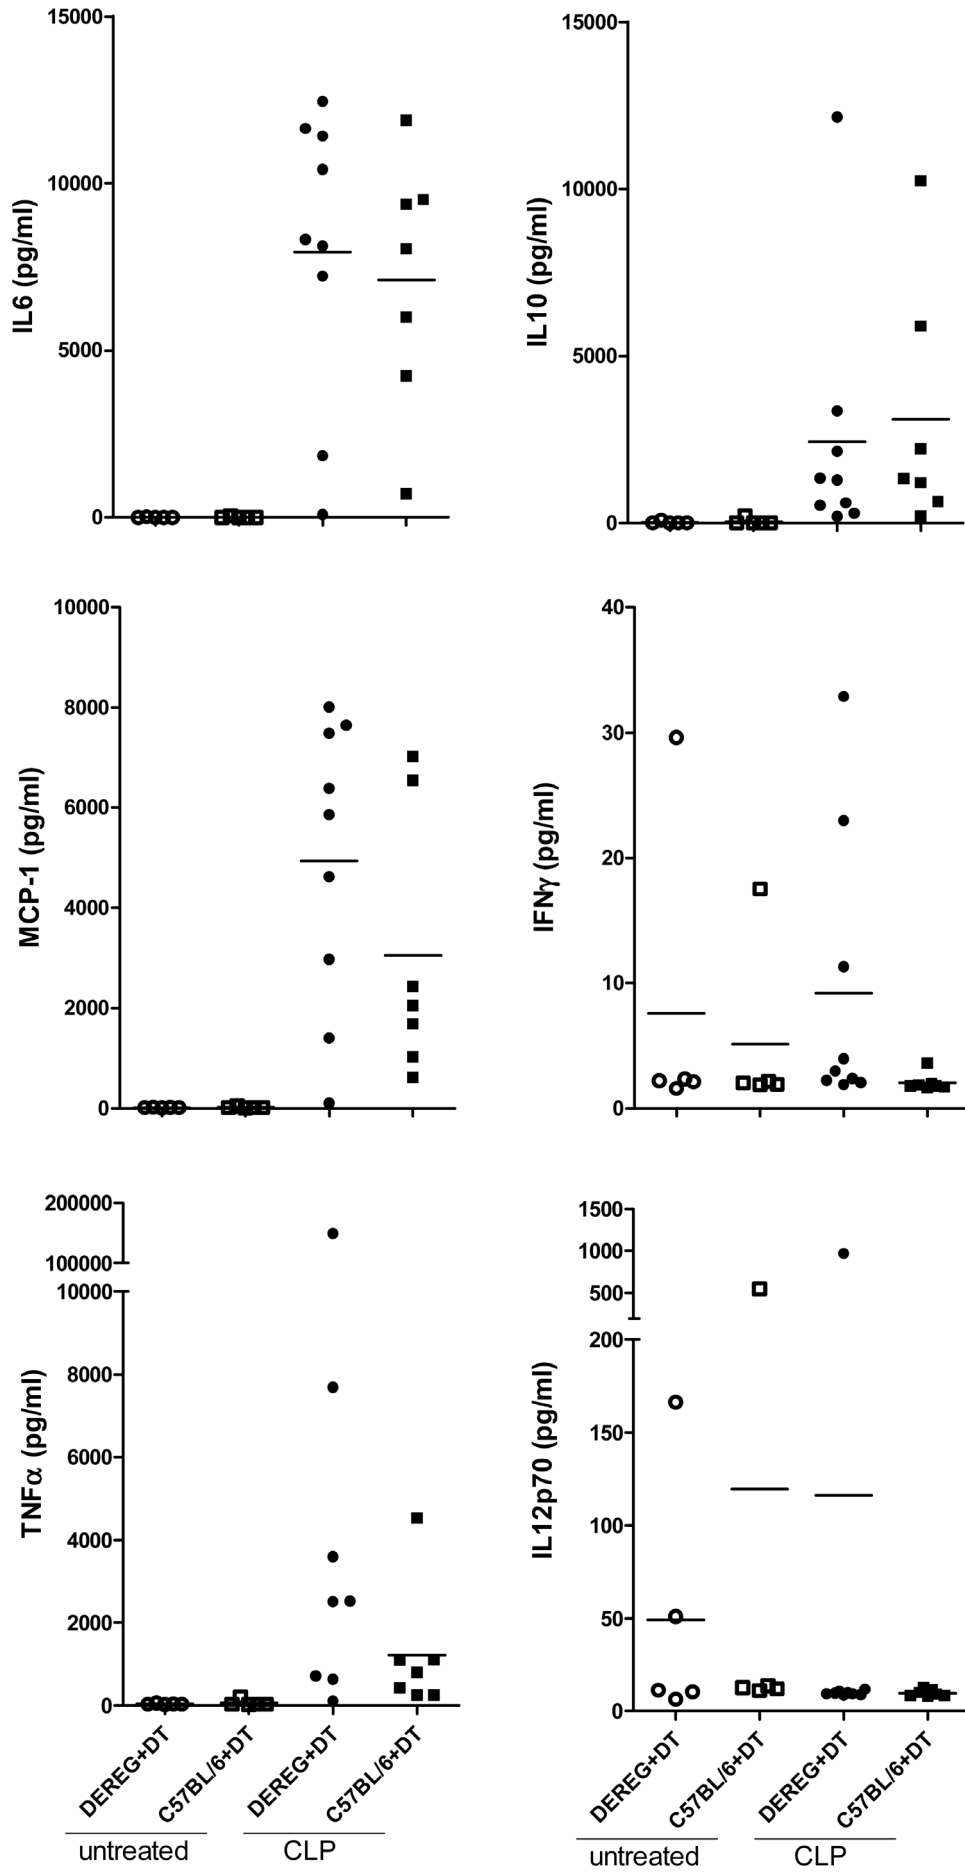 IL6 (pg/ml)
15000
10000
5000
0
IL10 (pg/ml)
15000
10000
5000
0
MCP-1 (pg/ml)
10000
8000
6000
4000
2000
0
IFNγ (pg/ml)
40
30
20
10
0
TNFα (pg/ml)
200000
100000
10000
8000
6000
4000
2000
0
DEREG+DT
C57BL/6+DT
DEREG+DT
C57BL/6+DT
untreated
CLP
IL12p70 (pg/ml)
1500
1000
500
200
150
100
50
0
DEREG+DT
C57BL/6+DT
DEREG+DT
C57BL/6+DT
untreated
CLP